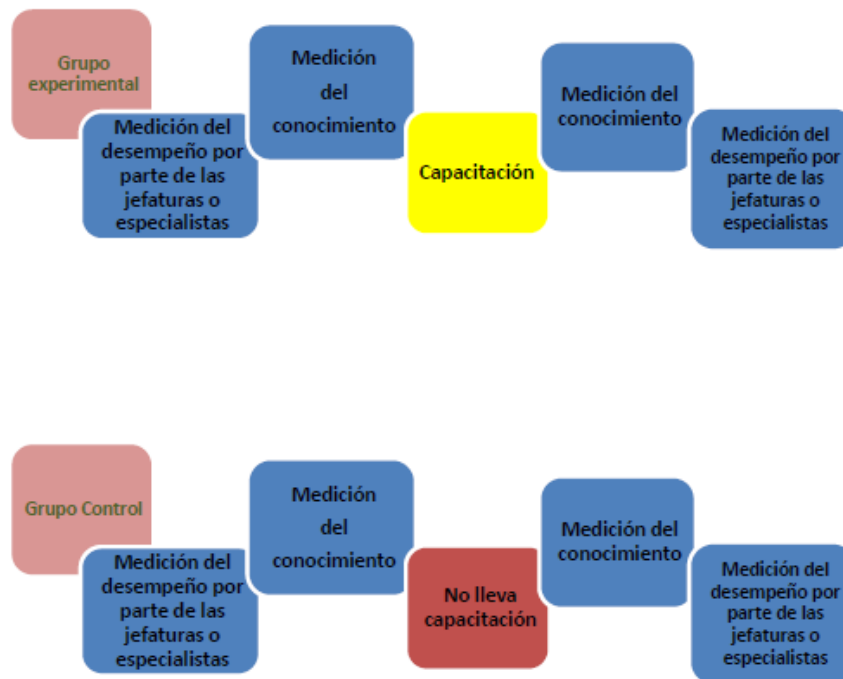 Grupo
experimental
Medición del
desempeño por
parte de las
jefaturas o
especialistas
Medición
del
conocimiento
Capacitación
Medición del
conocimiento
Medición del
desempeño por
parte de las
jefaturas o
especialistas
Grupo Control
Medición del
desempeño por
parte de las
jefaturas o
especialistas
Medición
del
conocimiento
No lleva
capacitación
Medición del
conocimiento
Medición del
desempeño por
parte de las
jefaturas o
especialistas